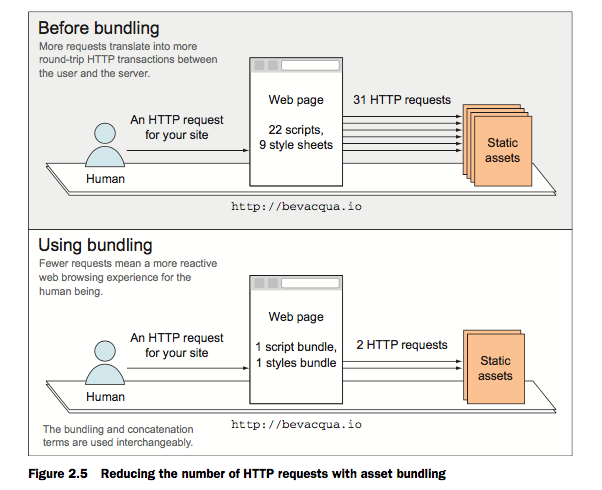 Before bundling
More requests translate into more
round-trip HTTP transactions between
the user and the server.
An HTTP request
for your site
Human
Web page
22 scripts,
9 style sheets
31 HTTP requests
Static
assets
http://bevacqua.io
Using bundling
Fewer requests mean a more reactive
web browsing experience for the
human being.
An HTTP request
for your site
Human
Web page
1 script bundle,
1 styles bundle
2 HTTP requests
Static
assets
http://bevacqua.io
The bundling and concatenation
terms are used interchangeably.
Figure 2.5 Reducing the number of HTTP requests with asset bundling